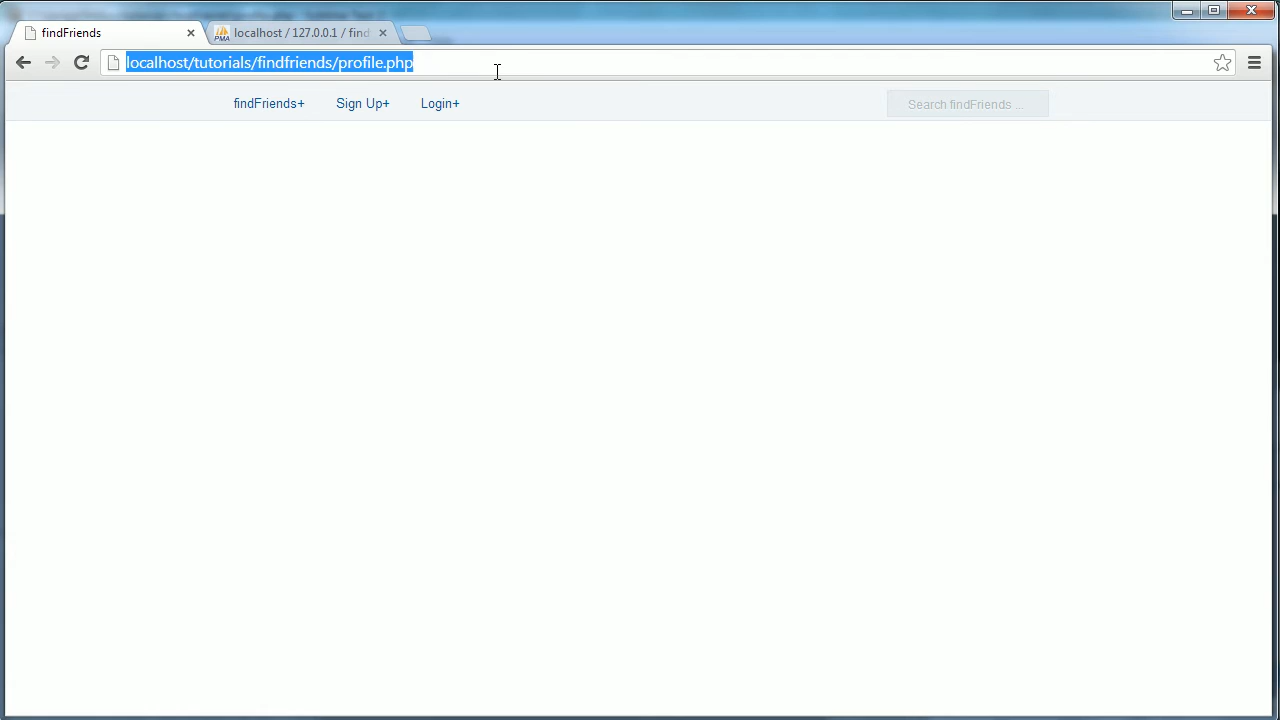 findFriends
localhost / 127.0.0.1 / find
localhost/tutorials/findfriends/profile.php
findFriends+ Sign Up+ Login+
Search findFriends ...